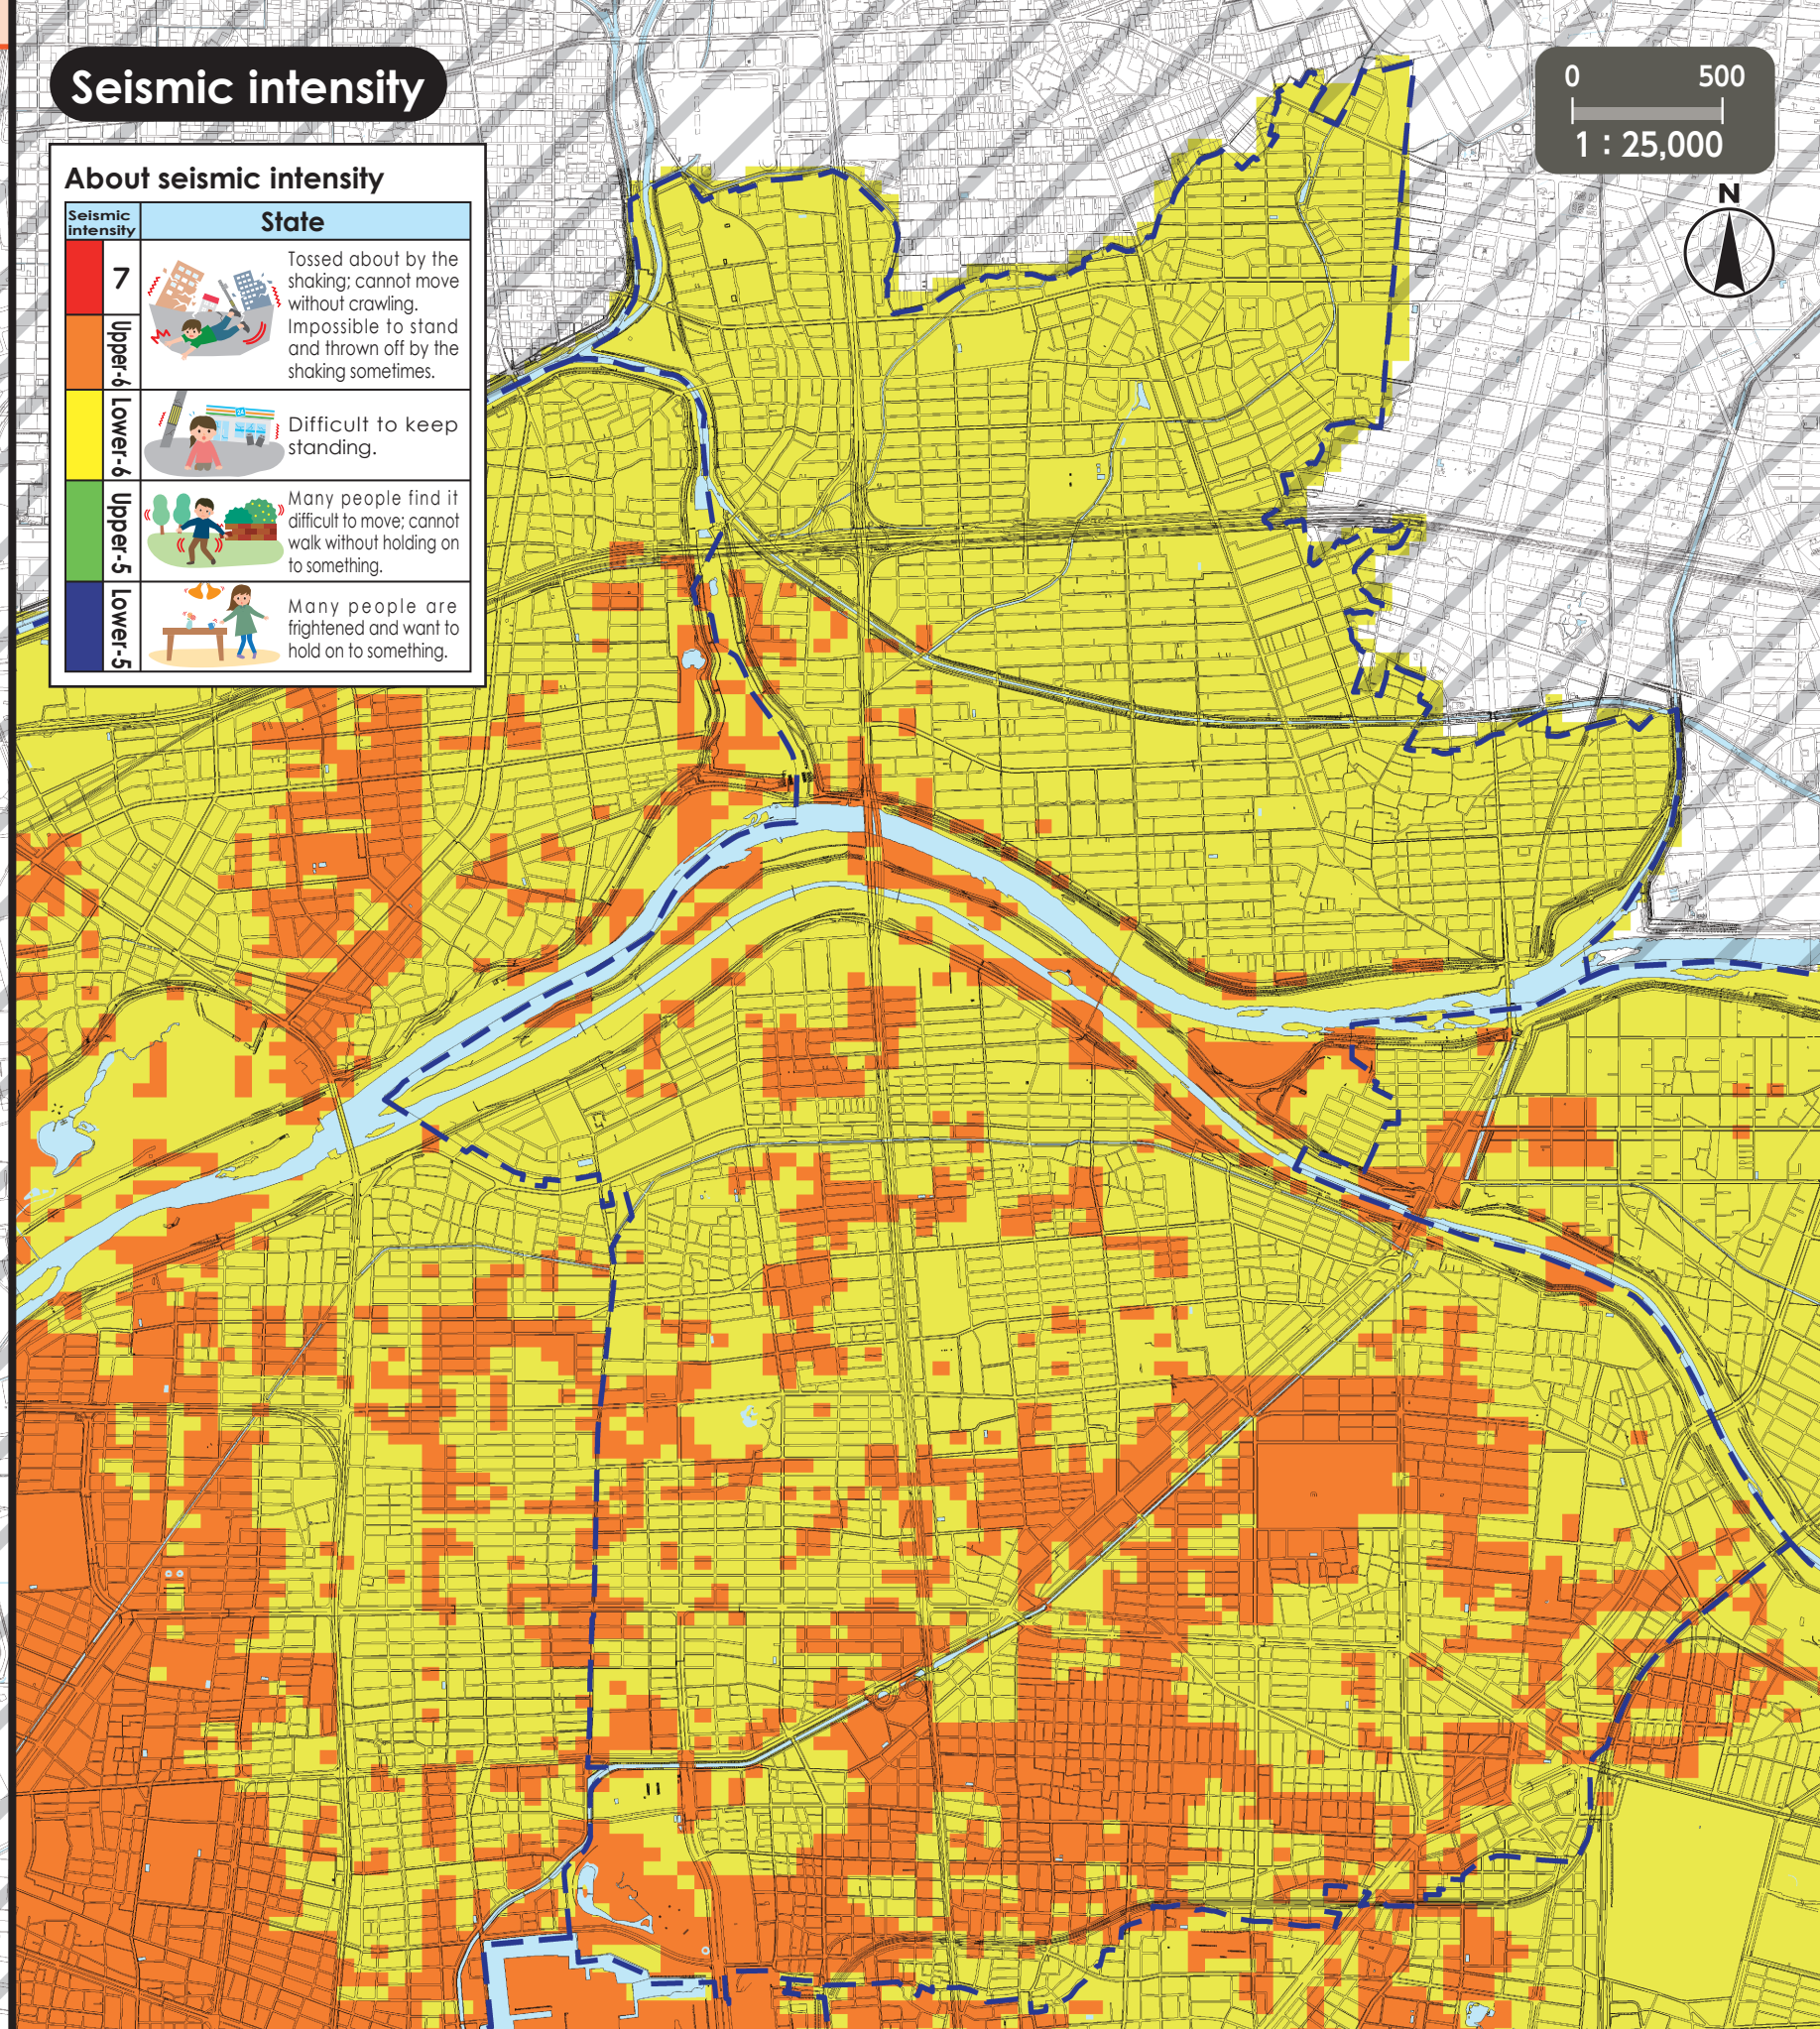 Seismic intensity
0 500
1 : 25,000
N
About seismic intensity
Seismic
intensity
State
7
Tossed about by the
shaking; cannot move
without crawling.
Upper-6
Impossible to stand
and thrown off by the
shaking sometimes.
Lower-6
Difficult to keep
standing.
Upper-5
Many people find it
difficult to move; cannot
walk without holding on
to something.
Lower-5
Many people are
frightened and want to
hold on to something.